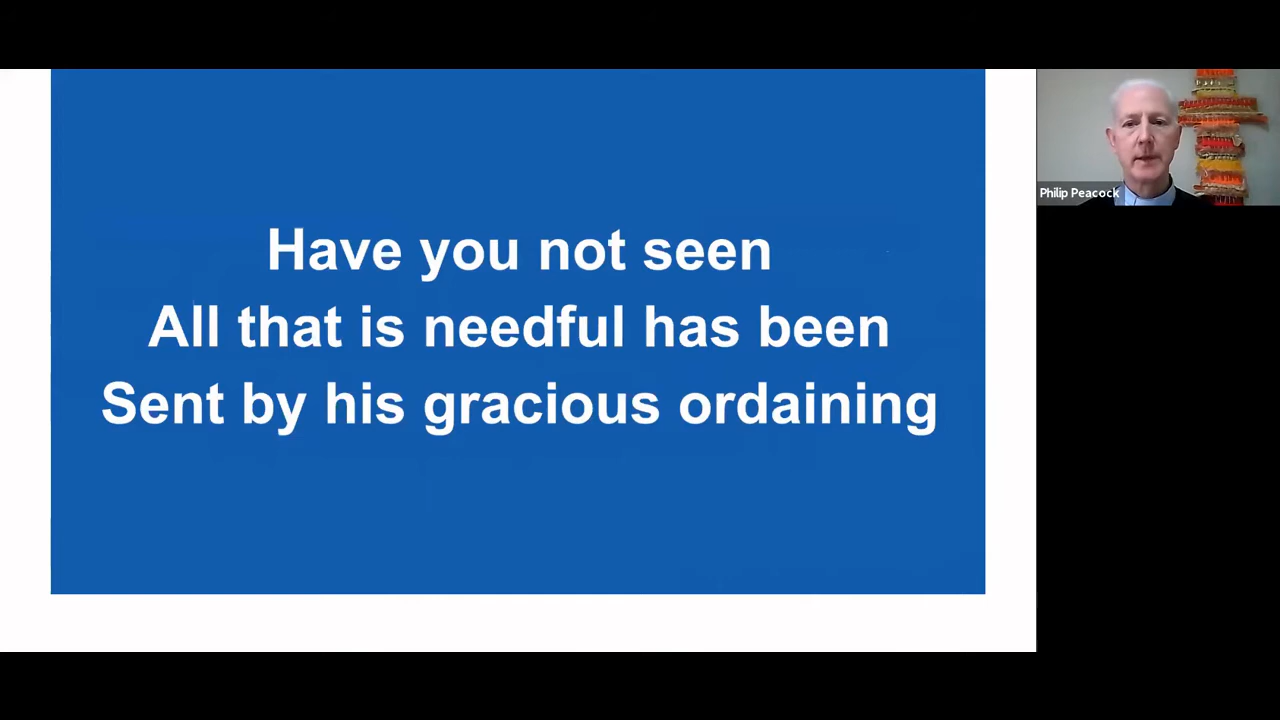 Have you not seen
All that is needful has been
Sent by his gracious ordaining
Philip Peacock